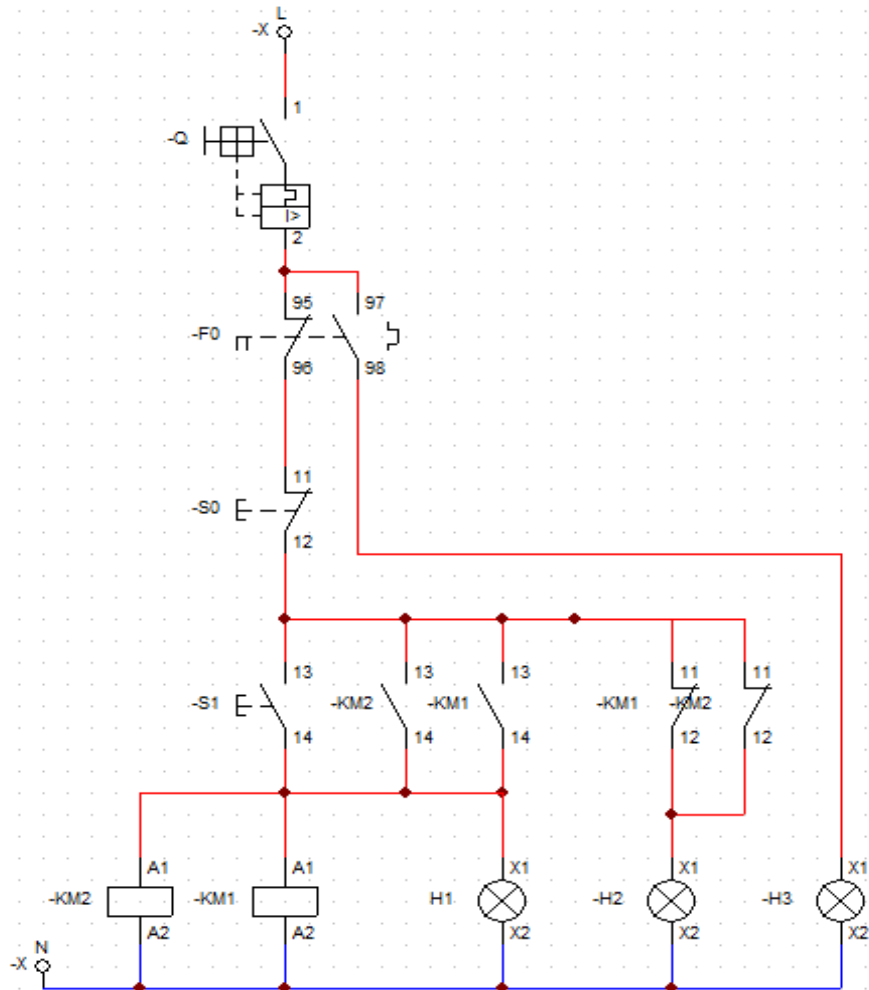 L
-X
1
-Q
I>
2
95 97
-F0
96 98
11
-S0
12
13 13 13 11 11
-S1 -KM2 -KM1 -KM1 -KM2
14 14 14 12 12
A1 A1 X1 X1 X1
-KM2 -KM1 H1 -H2 -H3
A2 A2 X2 X2 X2
N
-X